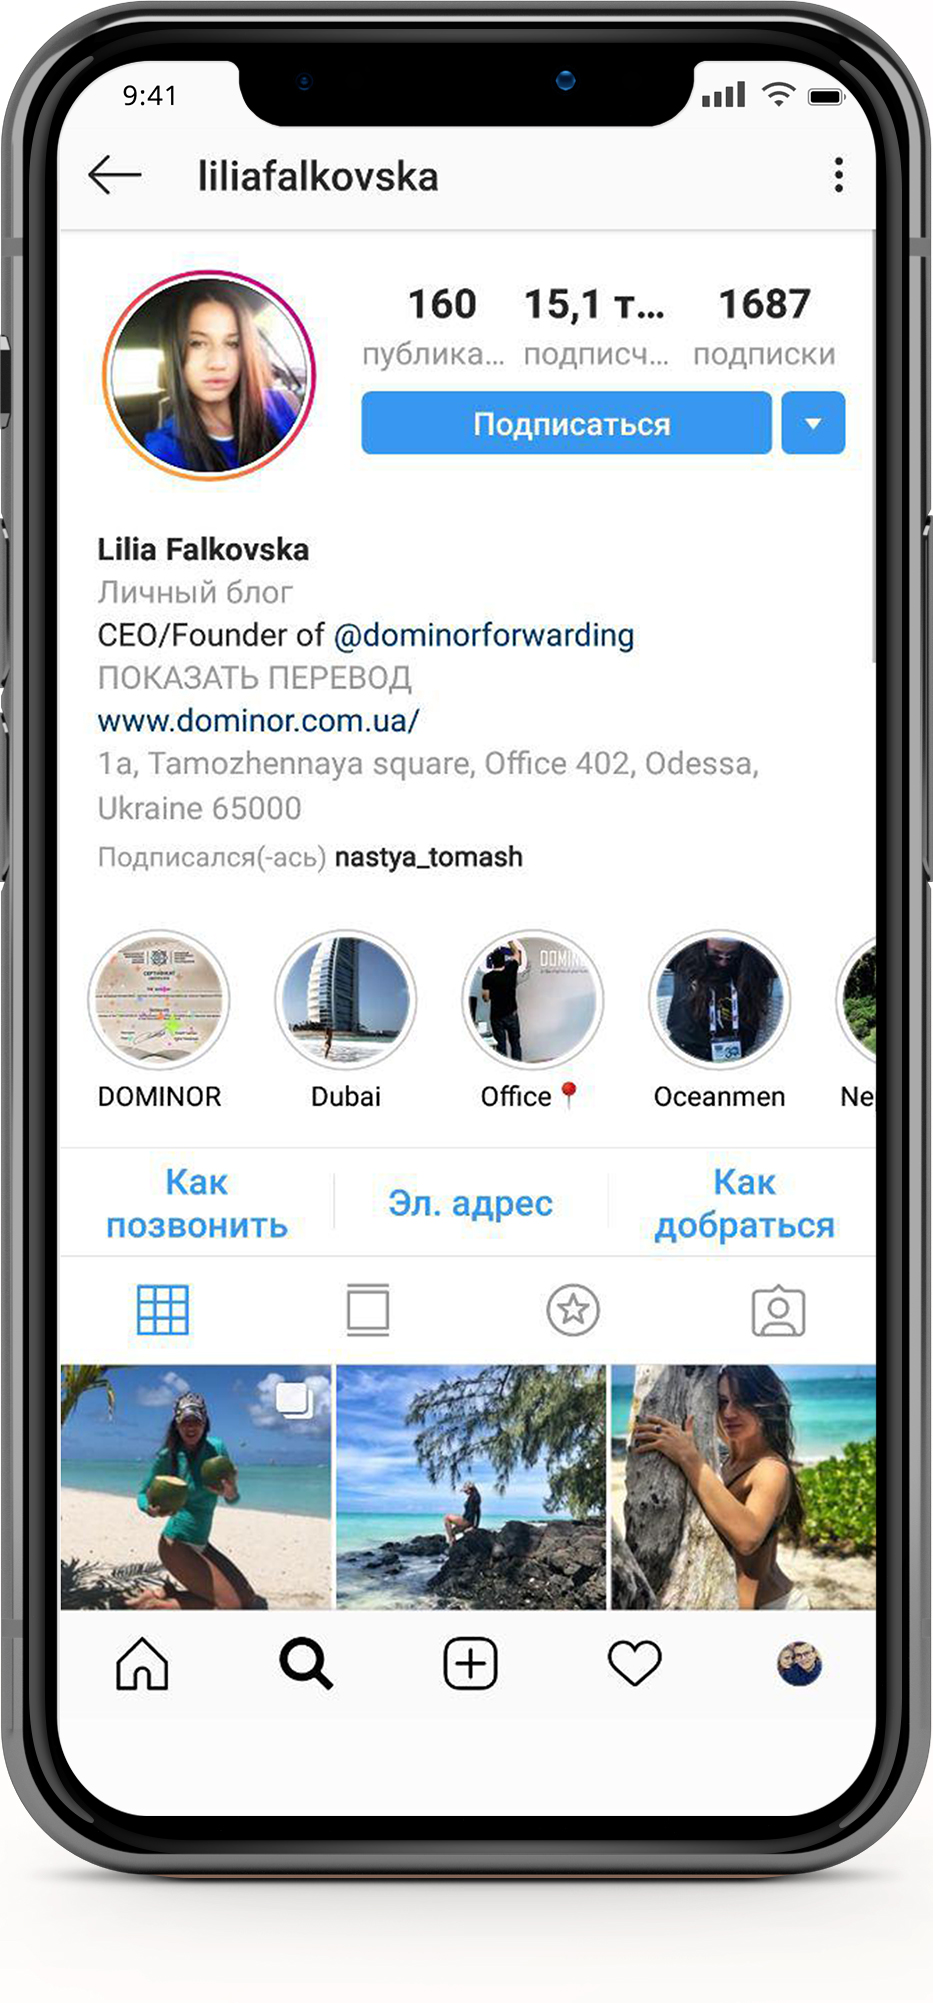 9:41
liliafalkovska
160 15,1 т... 1687
публика... подписч... подписки
Подписаться
Lilia Falkovska
Личный блог
CEO/Founder of @dominorforwarding
ПОКАЗАТЬ ПЕРЕВОД
www.dominor.com.ua/
1a, Tamozhennaya square, Office 402, Odessa,
Ukraine 65000
Подписался(-ась) nastya_tomash
СЕРТИФІКАТ
DOMIN
DOMINOR Dubai Office📍 Oceanmen Ne
Как позвонить
Эл. адрес
Как добраться